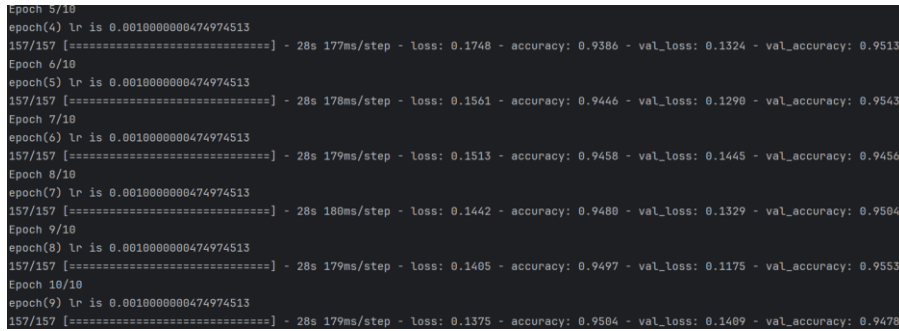 Epoch 5/10
epoch(4) lr is 0.0010000000474974513
157/157 [==============================] - 28s 177ms/step - loss: 0.1748 - accuracy: 0.9386 - val_loss: 0.1324 - val_accuracy: 0.9513
Epoch 6/10
epoch(5) lr is 0.0010000000474974513
157/157 [==============================] - 28s 178ms/step - loss: 0.1561 - accuracy: 0.9446 - val_loss: 0.1290 - val_accuracy: 0.9543
Epoch 7/10
epoch(6) lr is 0.0010000000474974513
157/157 [==============================] - 28s 179ms/step - loss: 0.1513 - accuracy: 0.9458 - val_loss: 0.1445 - val_accuracy: 0.9456
Epoch 8/10
epoch(7) lr is 0.0010000000474974513
157/157 [==============================] - 28s 180ms/step - loss: 0.1442 - accuracy: 0.9480 - val_loss: 0.1329 - val_accuracy: 0.9504
Epoch 9/10
epoch(8) lr is 0.0010000000474974513
157/157 [==============================] - 28s 179ms/step - loss: 0.1405 - accuracy: 0.9497 - val_loss: 0.1175 - val_accuracy: 0.9553
Epoch 10/10
epoch(9) lr is 0.0010000000474974513
157/157 [==============================] - 28s 179ms/step - loss: 0.1375 - accuracy: 0.9504 - val_loss: 0.1409 - val_accuracy: 0.9478